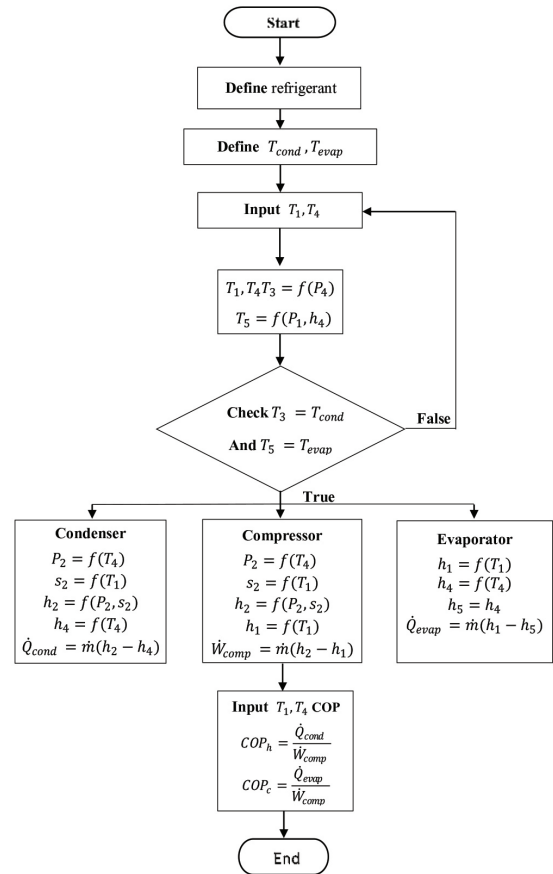 Start
Define refrigerant
Define T_cond , T_evap
Input T_1, T_4
T_1, T_4T_3 = f(P_4)
T_5 = f(P_1, h_4)
Check T_3 = T_cond
And T_5 = T_evap
False
True
Condenser
P_2 = f(T_4)
s_2 = f(T_1)
h_2 = f(P_2, s_2)
h_4 = f(T_4)
Q̇_cond = ṁ(h_2 − h_4)
Compressor
P_2 = f(T_4)
s_2 = f(T_1)
h_2 = f(P_2, s_2)
h_1 = f(T_1)
Ẇ_comp = ṁ(h_2 − h_1)
Evaporator
h_1 = f(T_1)
h_4 = f(T_4)
h_5 = h_4
Q̇_evap = ṁ(h_1 − h_5)
Input T_1, T_4 COP
COP_h = Q̇_cond / Ẇ_comp
COP_c = Q̇_evap / Ẇ_comp
End